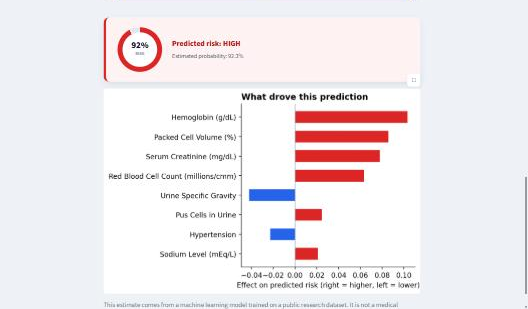 92%
Predicted risk: HIGH
Estimated probability: 92.3%
What drove this prediction
Hemoglobin (g/dL)
Packed Cell Volume (%)
Serum Creatinine (mg/dL)
Red Blood Cell Count (millions/cmm)
Urine Specific Gravity
Pus Cells in Urine
Hypertension
Sodium Level (mEq/L)
−0.04 −0.02 0.00 0.02 0.04 0.06 0.08 0.10
Effect on predicted risk (right = higher, left = lower)
This estimate comes from a machine learning model trained on a public research dataset. It is not a medical